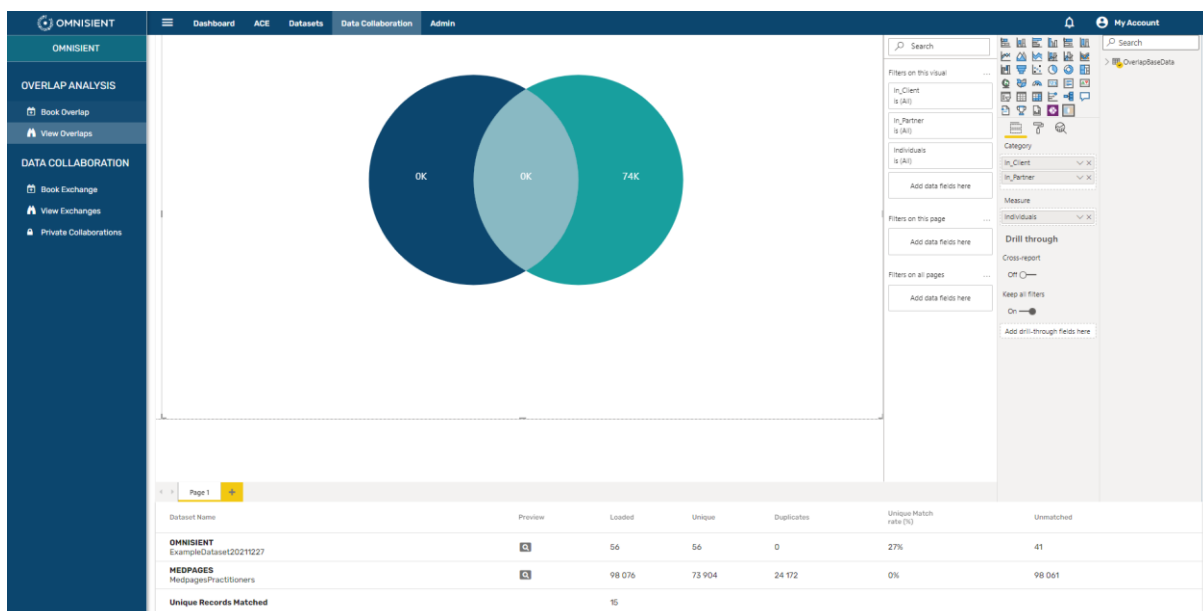 OMNISIENT
Dashboard ACE Datasets Data Collaboration Admin
My Account
OMNISIENT
OVERLAP ANALYSIS
Book Overlap
View Overlaps
DATA COLLABORATION
Book Exchange
View Exchanges
Private Collaborations
0K 0K 74K
Search
Filters on this visual ...
In_Client
is (All)
In_Partner
is (All)
Individuals
is (All)
Add data fields here
Filters on this page ...
Add data fields here
Filters on all pages ...
Add data fields here
Category
In_Client
In_Partner
Measure
Individuals
Drill through
Cross-report
Off
Keep all filters
On
Add drill-through fields here
Search
OverlapBaseData
Page 1 +
Dataset Name Preview Loaded Unique Duplicates Unique Match rate (%) Unmatched
OMNISIENT
ExampleDataset20211227 56 56 0 27% 41
MEDPAGES
MedpagesPractitioners 98 076 73 904 24 172 0% 98 061
Unique Records Matched 15